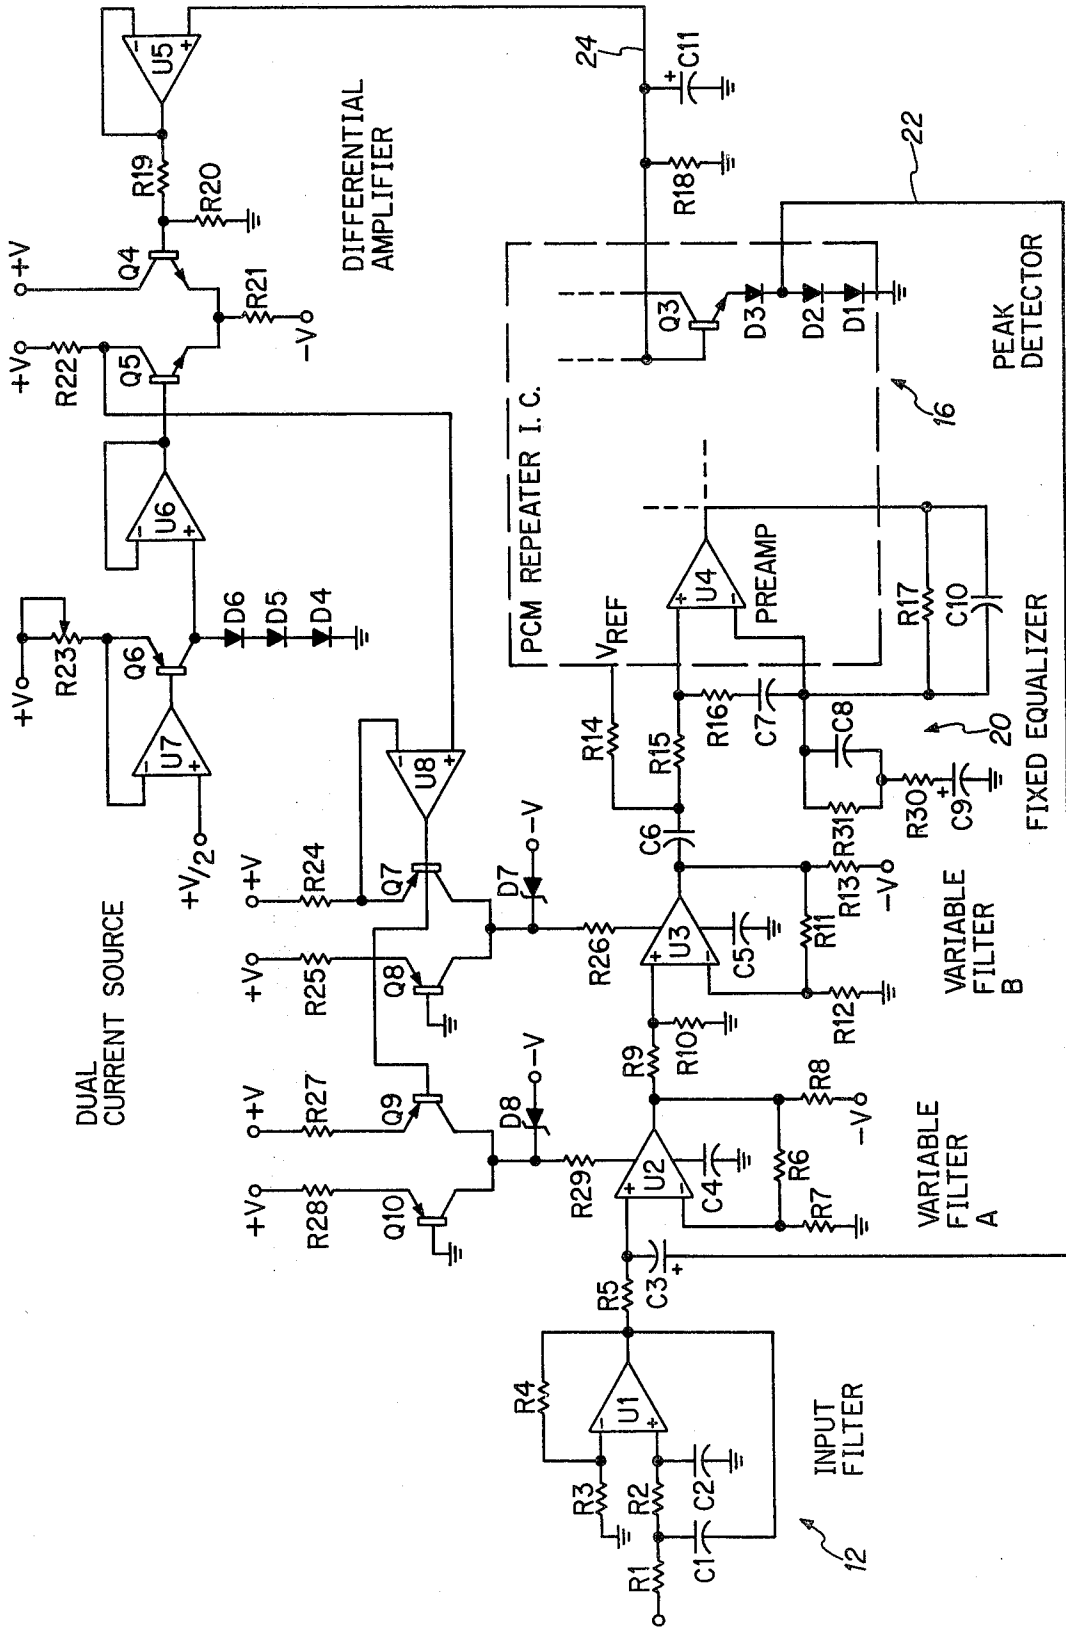 DUAL
CURRENT SOURCE
DIFFERENTIAL
AMPLIFIER
+V
+V
+V
+V/2
U7
R23
Q6
D6
D5
D4
U6
R22
Q5
Q4
R21
-V
R19
R20
U5
+V
R28
Q10
+V
R27
Q9
+V
R25
Q8
+V
R24
Q7
U8
D8
-V
D7
-V
R29
R26
24
PCM REPEATER I. C.
VREF
R14
Q3
D3
D2
D1
R18
C11
22
16
PEAK
DETECTOR
R1
R2
C1
C2
R3
R4
U1
R5
C3
U2
C4
R6
R7
R8
-V
R9
R10
U3
C5
R11
R12
R13
-V
C6
R15
R16
C7
U4
PREAMP
R17
C10
C8
R31
R30
C9
20
12
INPUT
FILTER
VARIABLE
FILTER
A
VARIABLE
FILTER
B
FIXED EQUALIZER